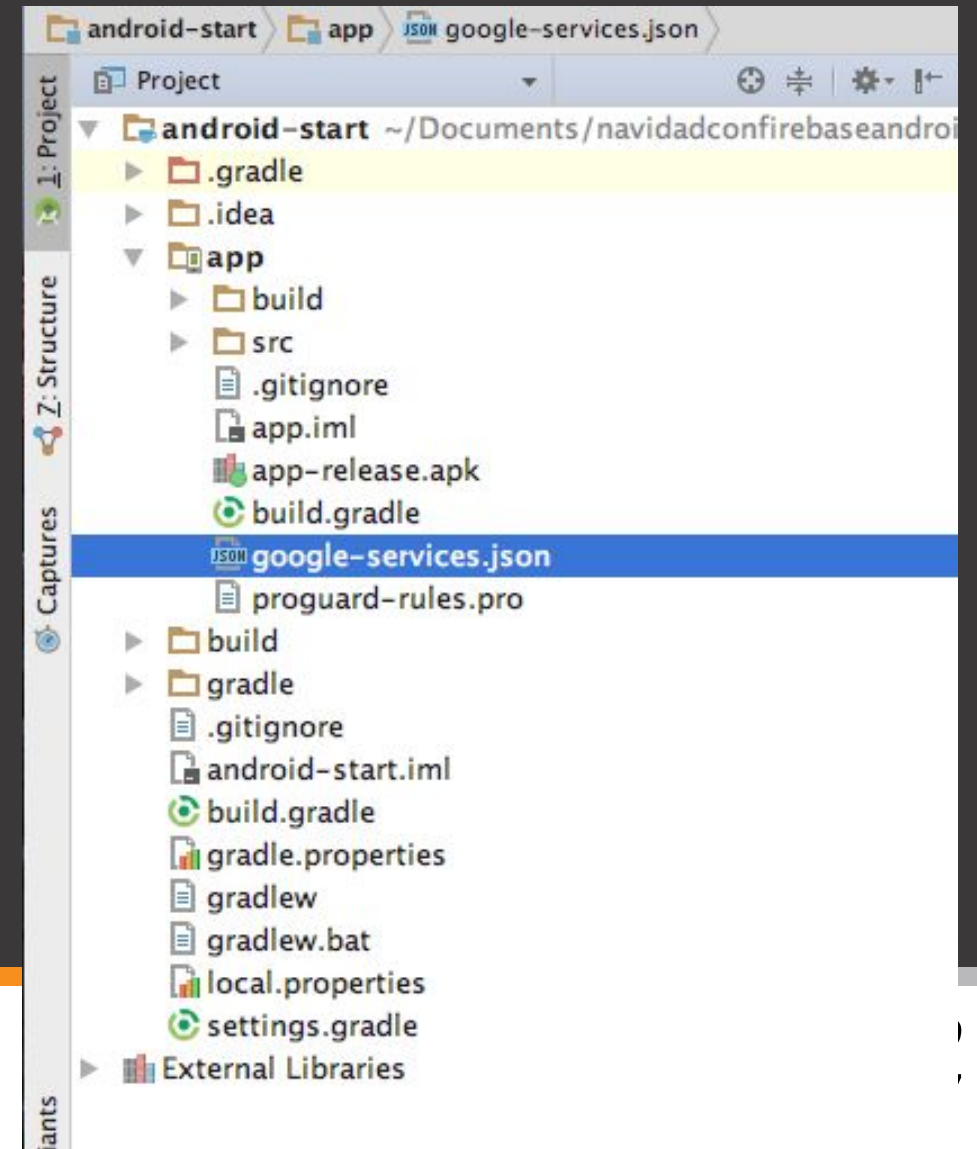 android-start app google-services.json
Project
1: Project
android-start ~/Documents/navidadconfirebaseandroi
.gradle
.idea
app
build
Z: Structure
src
.gitignore
app.iml
app-release.apk
build.gradle
Captures
google-services.json
proguard-rules.pro
build
gradle
.gitignore
android-start.iml
build.gradle
gradle.properties
gradlew
gradlew.bat
local.properties
settings.gradle
External Libraries
iants